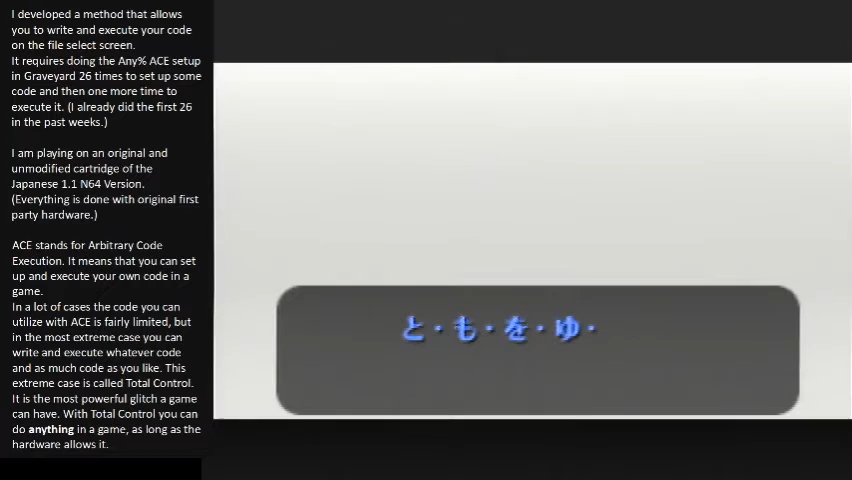 I developed a method that allows
you to write and execute your code
on the file select screen.
It requires doing the Any% ACE setup
in Graveyard 26 times to set up some
code and then one more time to
execute it. (I already did the first 26
in the past weeks.)
I am playing on an original and
unmodified cartridge of the
Japanese 1.1 N64 Version.
(Everything is done with original first
party hardware.)
ACE stands for Arbitrary Code
Execution. It means that you can set
up and execute your own code in a
game.
In a lot of cases the code you can
utilize with ACE is fairly limited, but
in the most extreme case you can
write and execute whatever code
and as much code as you like. This
extreme case is called Total Control.
It is the most powerful glitch a game
can have. With Total Control you can
do anything in a game, as long as the
hardware allows it.
と・も・を・ゆ・